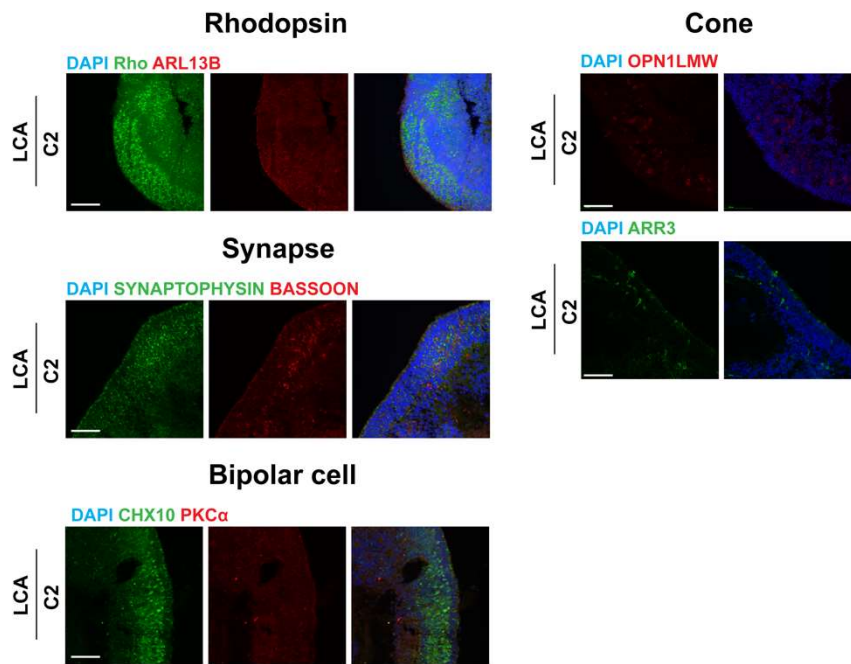 Rhodopsin
DAPI Rho ARL13B
LCA
C2
Synapse
DAPI SYNAPTOPHYSIN BASSOON
LCA
C2
Bipolar cell
DAPI CHX10 PKCα
LCA
C2
Cone
DAPI OPN1LMW
LCA
C2
DAPI ARR3
LCA
C2